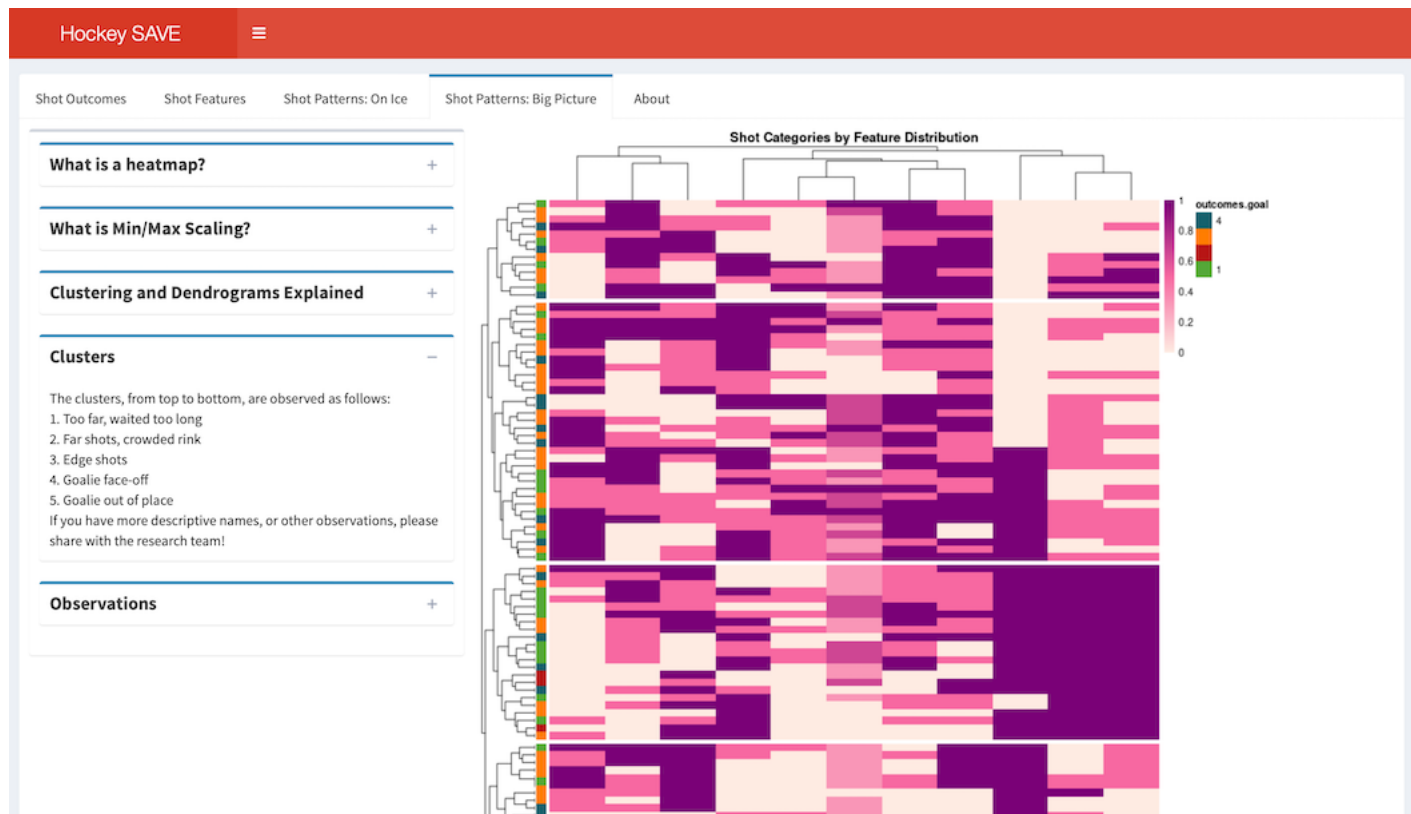 Hockey SAVE
Shot Outcomes
Shot Features
Shot Patterns: On Ice
Shot Patterns: Big Picture
About
What is a heatmap?
+
What is Min/Max Scaling?
+
Clustering and Dendrograms Explained
+
Clusters
−
The clusters, from top to bottom, are observed as follows:
1. Too far, waited too long
2. Far shots, crowded rink
3. Edge shots
4. Goalie face-off
5. Goalie out of place
If you have more descriptive names, or other observations, please
share with the research team!
Observations
+
Shot Categories by Feature Distribution
1
0.8
0.6
0.4
0.2
0
outcomes.goal
4
1